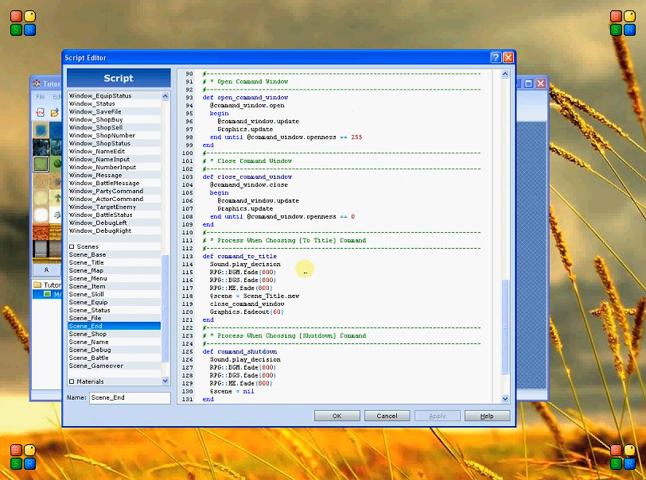 Script Editor
Script
Window_EquipStatus
Window_Status
Window_SaveFile
Window_ShopBuy
Window_ShopSell
Window_ShopNumber
Window_ShopStatus
Window_NameEdit
Window_NameInput
Window_NumberInput
Window_Message
Window_BattleMessage
Window_PartyCommand
Window_ActorCommand
Window_TargetEnemy
Window_BattleStatus
Window_DebugLeft
Window_DebugRight
Scenes
Scene_Base
Scene_Title
Scene_Map
Scene_Menu
Scene_Item
Scene_Skill
Scene_Equip
Scene_Status
Scene_File
Scene_End
Scene_Shop
Scene_Name
Scene_Debug
Scene_Battle
Scene_Gameover
Materials
Name: Scene_End
90 #--------------------------------------------------------------------------
91 # * Open Command Window
92 #--------------------------------------------------------------------------
93 def open_command_window
94 @command_window.open
95 begin
96 @command_window.update
97 Graphics.update
98 end until @command_window.openness == 255
99 end
100 #--------------------------------------------------------------------------
101 # * Close Command Window
102 #--------------------------------------------------------------------------
103 def close_command_window
104 @command_window.close
105 begin
106 @command_window.update
107 Graphics.update
108 end until @command_window.openness == 0
109 end
110 #--------------------------------------------------------------------------
111 # * Process When Choosing [To Title] Command
112 #--------------------------------------------------------------------------
113 def command_to_title
114 Sound.play_decision
115 RPG::BGM.fade(800)
116 RPG::BGS.fade(800)
117 RPG::ME.fade(800)
118 $scene = Scene_Title.new
119 close_command_window
120 Graphics.fadeout(60)
121 end
122 #--------------------------------------------------------------------------
123 # * Process When Choosing [Shutdown] Command
124 #--------------------------------------------------------------------------
125 def command_shutdown
126 Sound.play_decision
127 RPG::BGM.fade(800)
128 RPG::BGS.fade(800)
129 RPG::ME.fade(800)
130 $scene = nil
131 end
OK
Cancel
Apply
Help
Tutor
A
Tutor